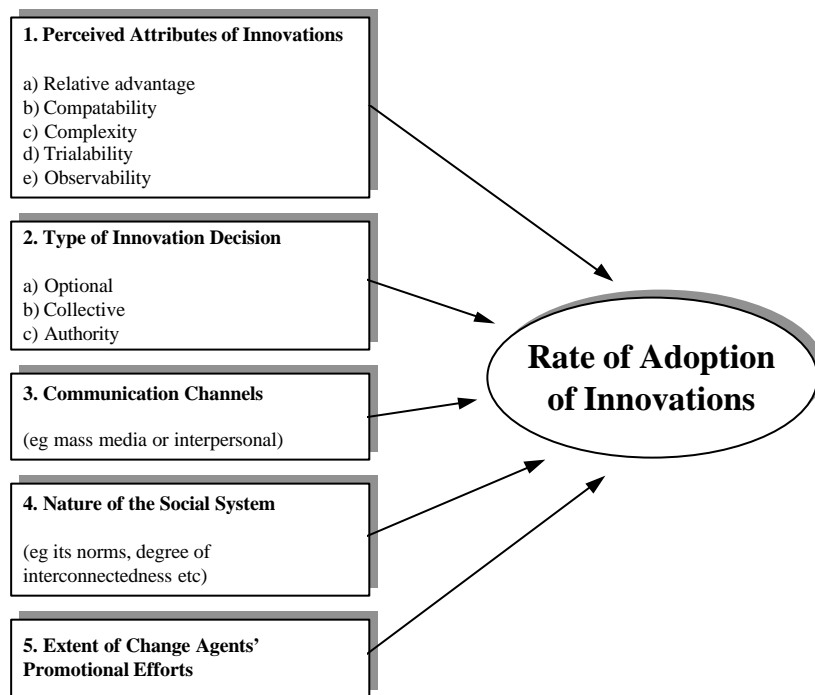 1. Perceived Attributes of Innovations
a) Relative advantage
b) Compatability
c) Complexity
d) Trialability
e) Observability
2. Type of Innovation Decision
a) Optional
b) Collective
c) Authority
3. Communication Channels
(eg mass media or interpersonal)
4. Nature of the Social System
(eg its norms, degree of
interconnectedness etc)
5. Extent of Change Agents’
Promotional Efforts
Rate of Adoption
of Innovations